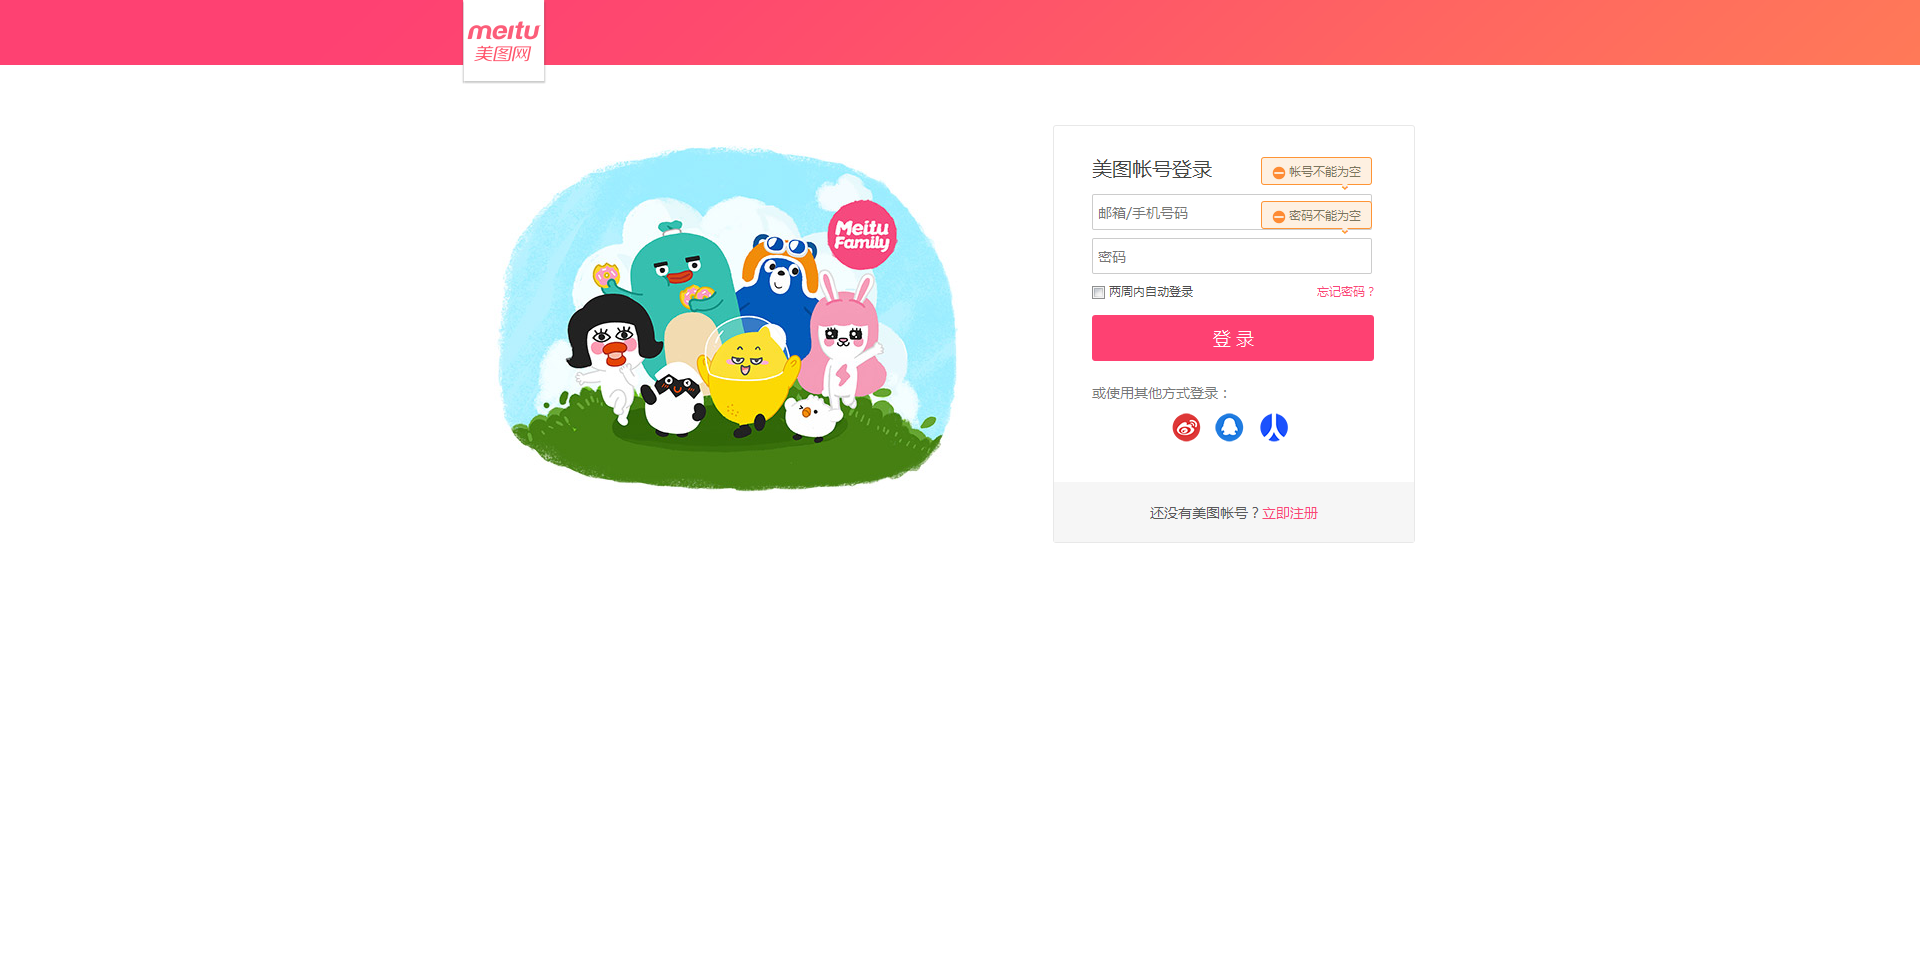 meitu
美图网
Meitu
Family
美图帐号登录
帐号不能为空
邮箱/手机号码
密码不能为空
密码
两周内自动登录 忘记密码？
登 录
或使用其他方式登录：
还没有美图帐号？立即注册